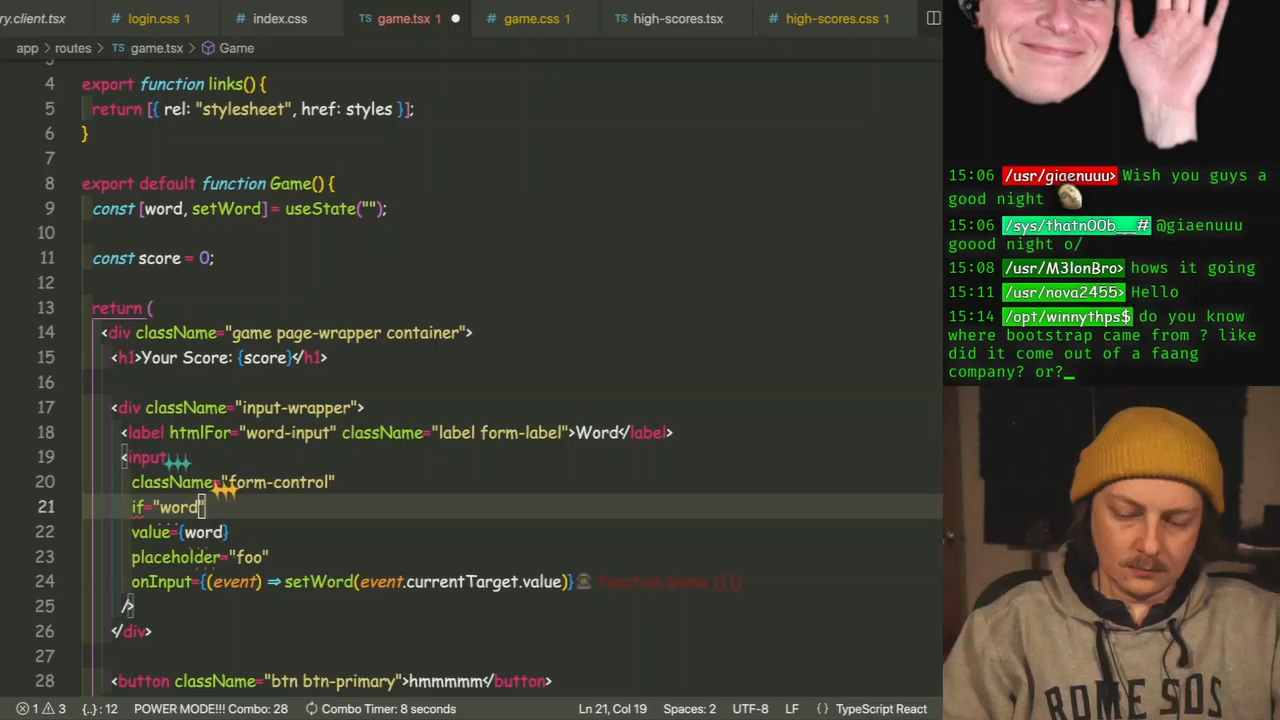 ry.client.tsx login.css 1 index.css TS game.tsx 1 game.css 1 TS high-scores.tsx high-scores.css 1
app › routes › TS game.tsx › Game
3
4 export function links() {
5 return [{ rel: "stylesheet", href: styles }];
6 }
7
8 export default function Game() {
9 const [word, setWord] = useState("");
10
11 const score = 0;
12
13 return (
14 <div className="game page-wrapper container">
15 <h1>Your Score: {score}</h1>
16
17 <div className="input-wrapper">
18 <label htmlFor="word-input" className="label form-label">Word</label>
19 <input
20 className="form-control"
21 if="word"
22 value={word}
23 placeholder="foo"
24 onInput={(event) => setWord(event.currentTarget.value)} function Game () {}
25 />
26 </div>
27
28 <button className="btn btn-primary">hmmmmm</button>
1 3 {..} : 12 POWER MODE!!! Combo: 28 Combo Timer: 8 seconds Ln 21, Col 19 Spaces: 2 UTF-8 LF {} TypeScript React
15:06 /usr/giaenuuu> Wish you guys a
good night
15:06 /sys/thatn00b__# @giaenuuu
goood night o/
15:08 /usr/M3lonBro> hows it going
15:11 /usr/nova2455> Hello
15:14 /opt/winnythps$ do you know
where bootstrap came from ? like
did it come out of a faang
company? or?_
ROME SOS